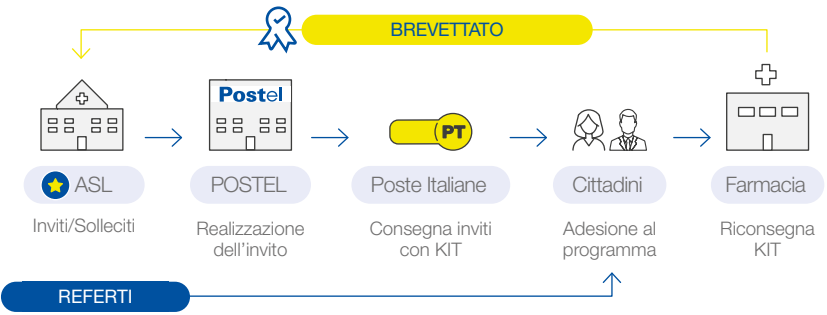 BREVETTATO
Postel
PT
ASL
POSTEL
Poste Italiane
Cittadini
Farmacia
Inviti/Solleciti
Realizzazione
dell'invito
Consegna inviti
con KIT
Adesione al
programma
Riconsegna
KIT
REFERTI